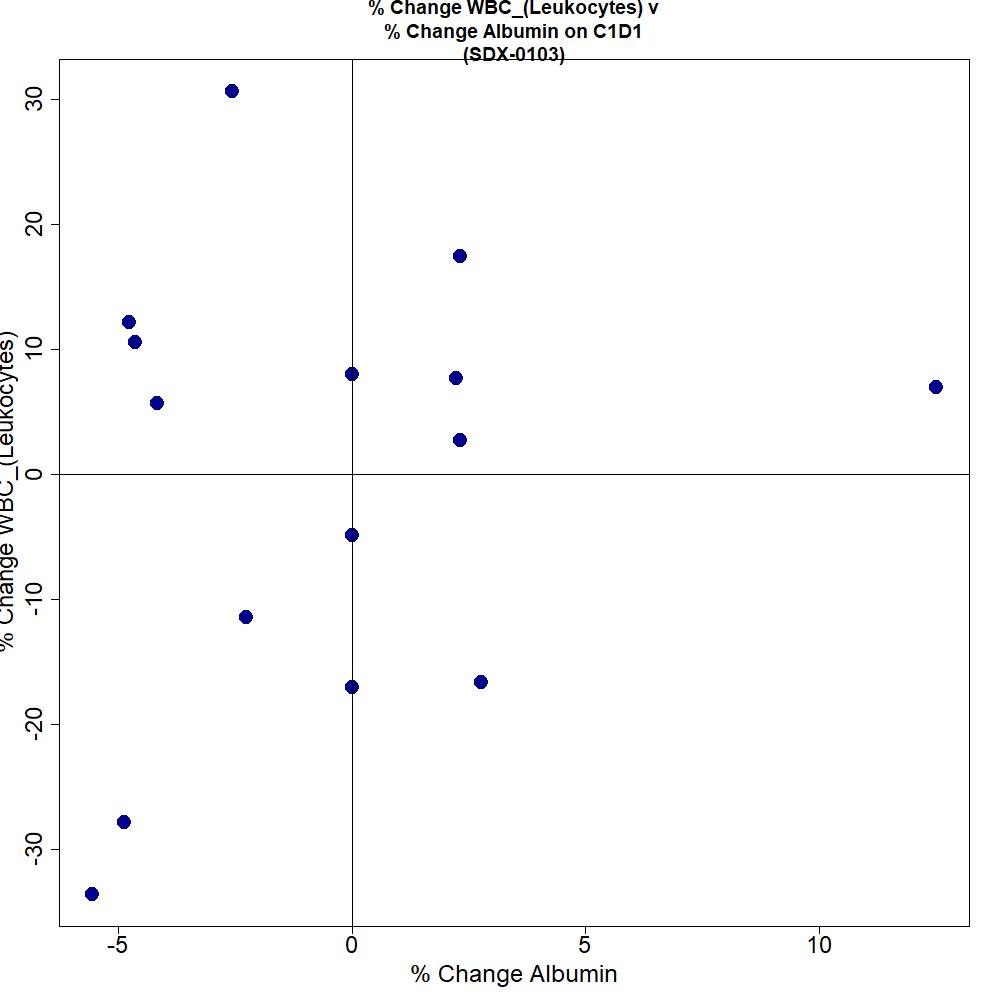 % Change WBC_(Leukocytes) v
% Change Albumin on C1D1
(SDX-0103)
30
20
10
0
-10
-20
-30
% Change WBC_(Leukocytes)
-5
0
5
10
% Change Albumin